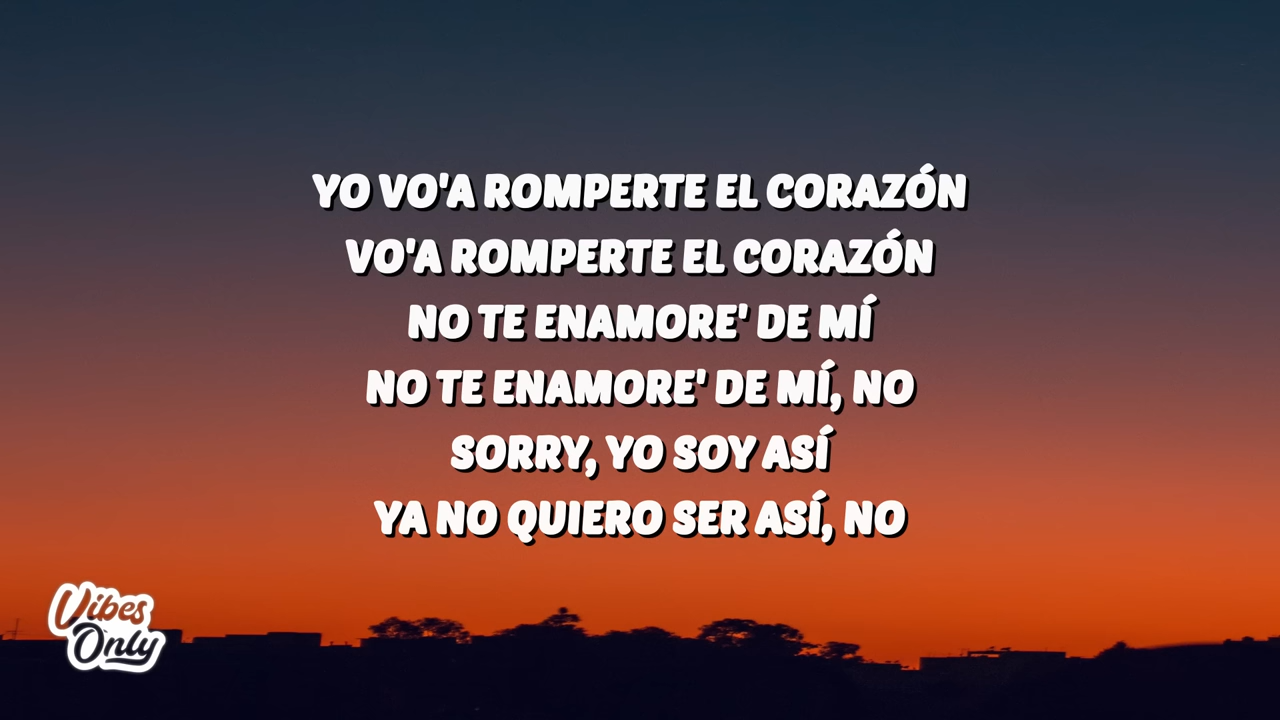 YO VO'A ROMPERTE EL CORAZÓN
VO'A ROMPERTE EL CORAZÓN
NO TE ENAMORE' DE MÍ
NO TE ENAMORE' DE MÍ, NO
SORRY, YO SOY ASÍ
YA NO QUIERO SER ASÍ, NO
Vibes
Only